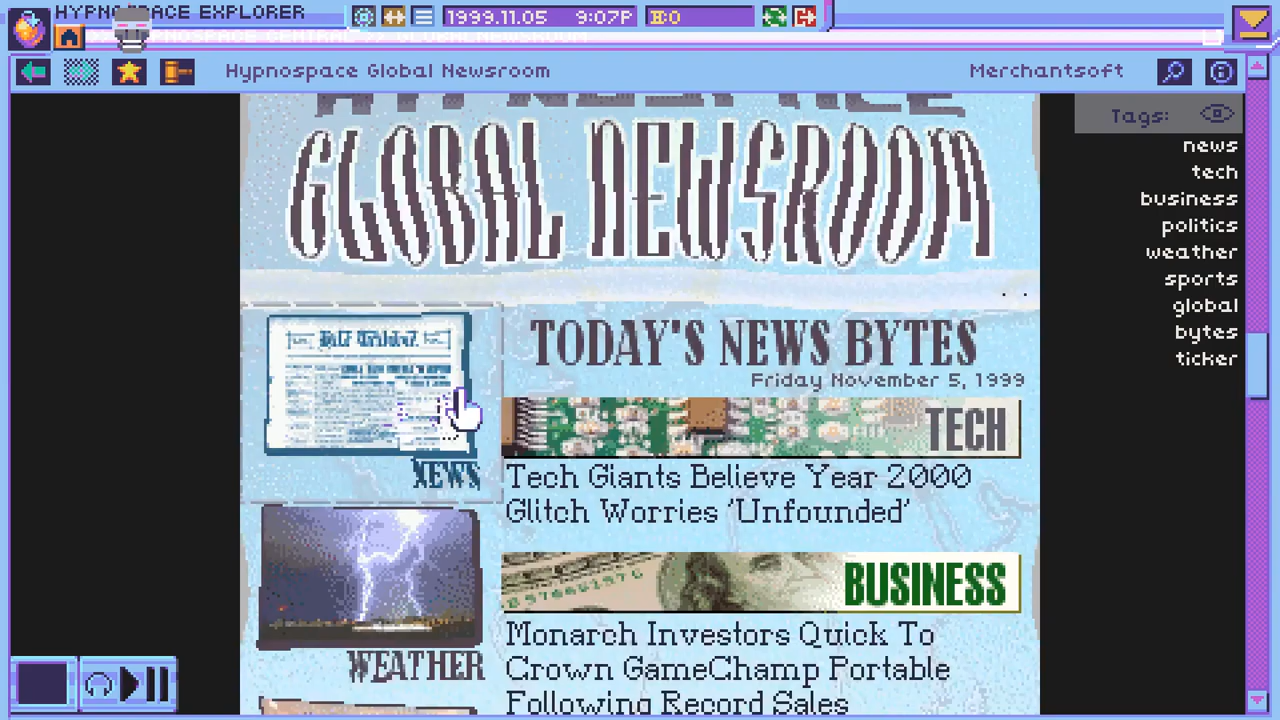 HYPNOSPACE EXPLORER
1999.11.05 9:07P
:0
Hypnospace Global Newsroom
Merchantsoft
HYPNOSPACE
GLOBAL NEWSROOM
Tags:
news
tech
business
politics
weather
sports
global
bytes
ticker
NEWS
WEATHER
TODAY'S NEWS BYTES
Friday November 5, 1999
TECH
Tech Giants Believe Year 2000
Glitch Worries 'Unfounded'
BUSINESS
Monarch Investors Quick To
Crown GameChamp Portable
Following Record Sales